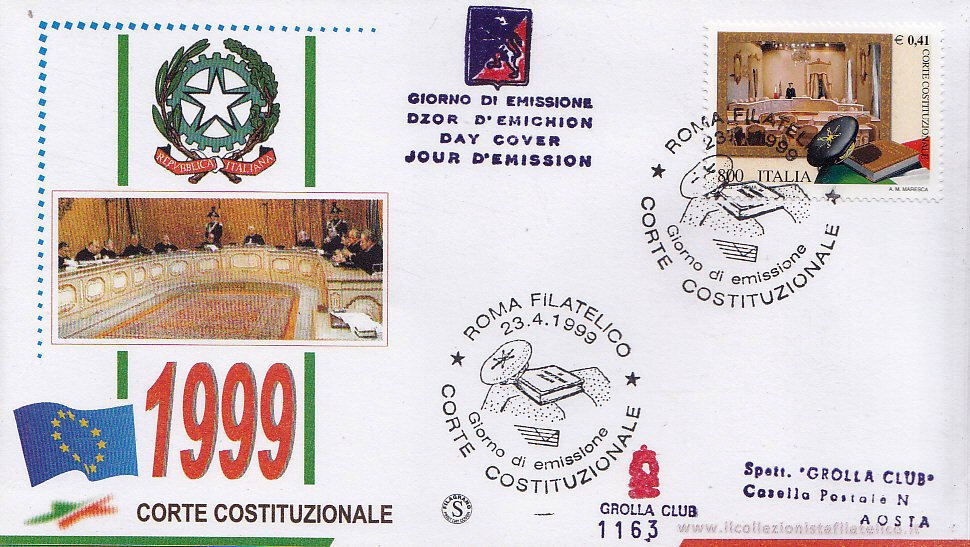 REPVBBLICA ITALIANA
GIORNO DI EMISSIONE
DZOR D'EMICHION
DAY COVER
JOUR D'EMISSION
€ 0,41
CORTE COSTITUZIONALE
800 ITALIA
A. M. MARESCA
ROMA FILATELICO
23.4.1999
Giorno di emissione
CORTE COSTITUZIONALE
ROMA FILATELICO
23.4.1999
Giorno di emissione
CORTE COSTITUZIONALE
1999
CORTE COSTITUZIONALE
FILAGRANO
S
GROLLA CLUB
1163
Spett. "GROLLA CLUB"
Casella Postale N
AOSTA
www.ilcollezionistafilatelico.it